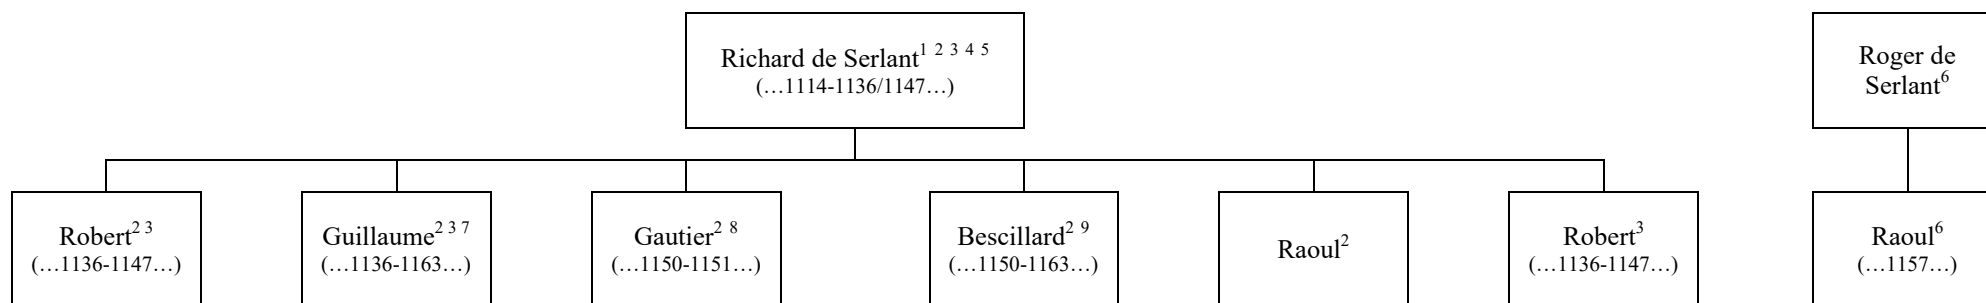 Richard de Serlant1 2 3 4 5
(…1114-1136/1147…)
Roger de
Serlant6
Robert2 3
(…1136-1147…)
Guillaume2 3 7
(…1136-1163…)
Gautier2 8
(…1150-1151…)
Bescillard2 9
(…1150-1163…)
Raoul2
Robert3
(…1136-1147…)
Raoul6
(…1157…)